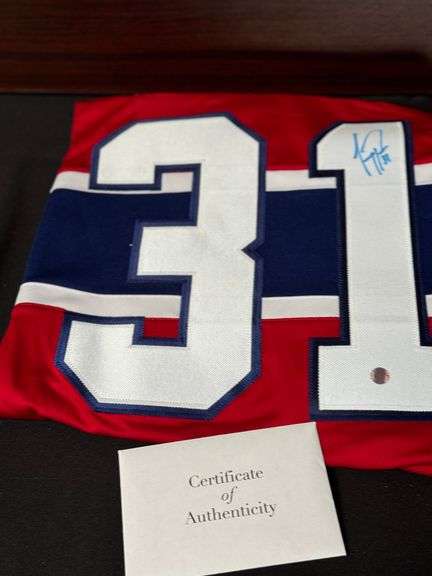 31
Certificate
of
Authenticity